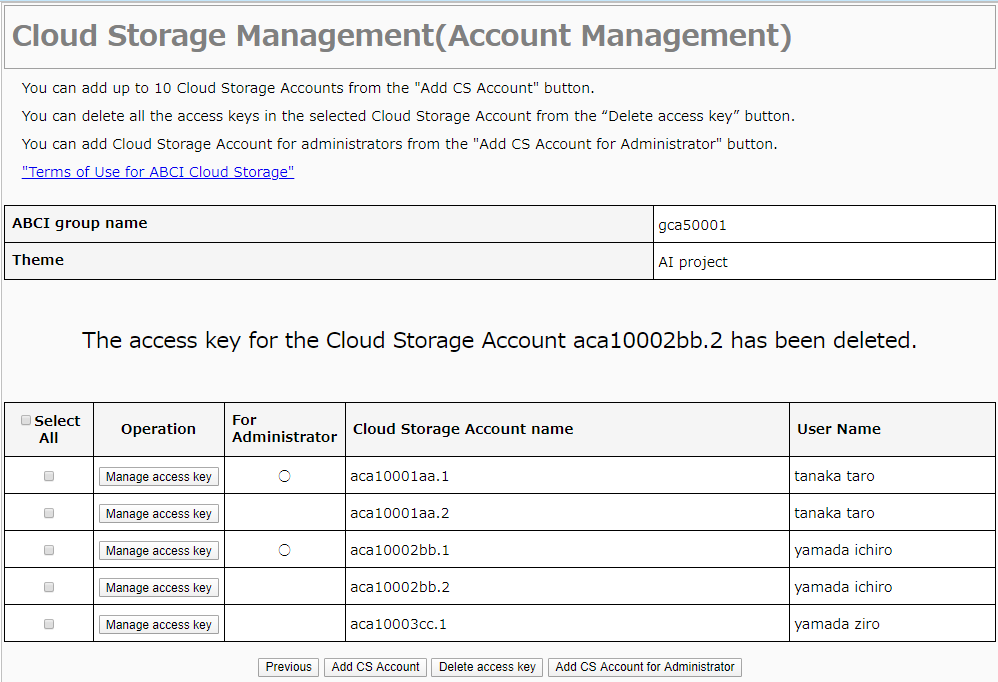 Cloud Storage Management(Account Management)
You can add up to 10 Cloud Storage Accounts from the "Add CS Account" button.
You can delete all the access keys in the selected Cloud Storage Account from the “Delete access key” button.
You can add Cloud Storage Account for administrators from the "Add CS Account for Administrator" button.
"Terms of Use for ABCI Cloud Storage"
ABCI group name gca50001
Theme AI project
The access key for the Cloud Storage Account aca10002bb.2 has been deleted.
Select All Operation For Administrator Cloud Storage Account name User Name
Manage access key ○ aca10001aa.1 tanaka taro
Manage access key aca10001aa.2 tanaka taro
Manage access key ○ aca10002bb.1 yamada ichiro
Manage access key aca10002bb.2 yamada ichiro
Manage access key aca10003cc.1 yamada ziro
Previous Add CS Account Delete access key Add CS Account for Administrator